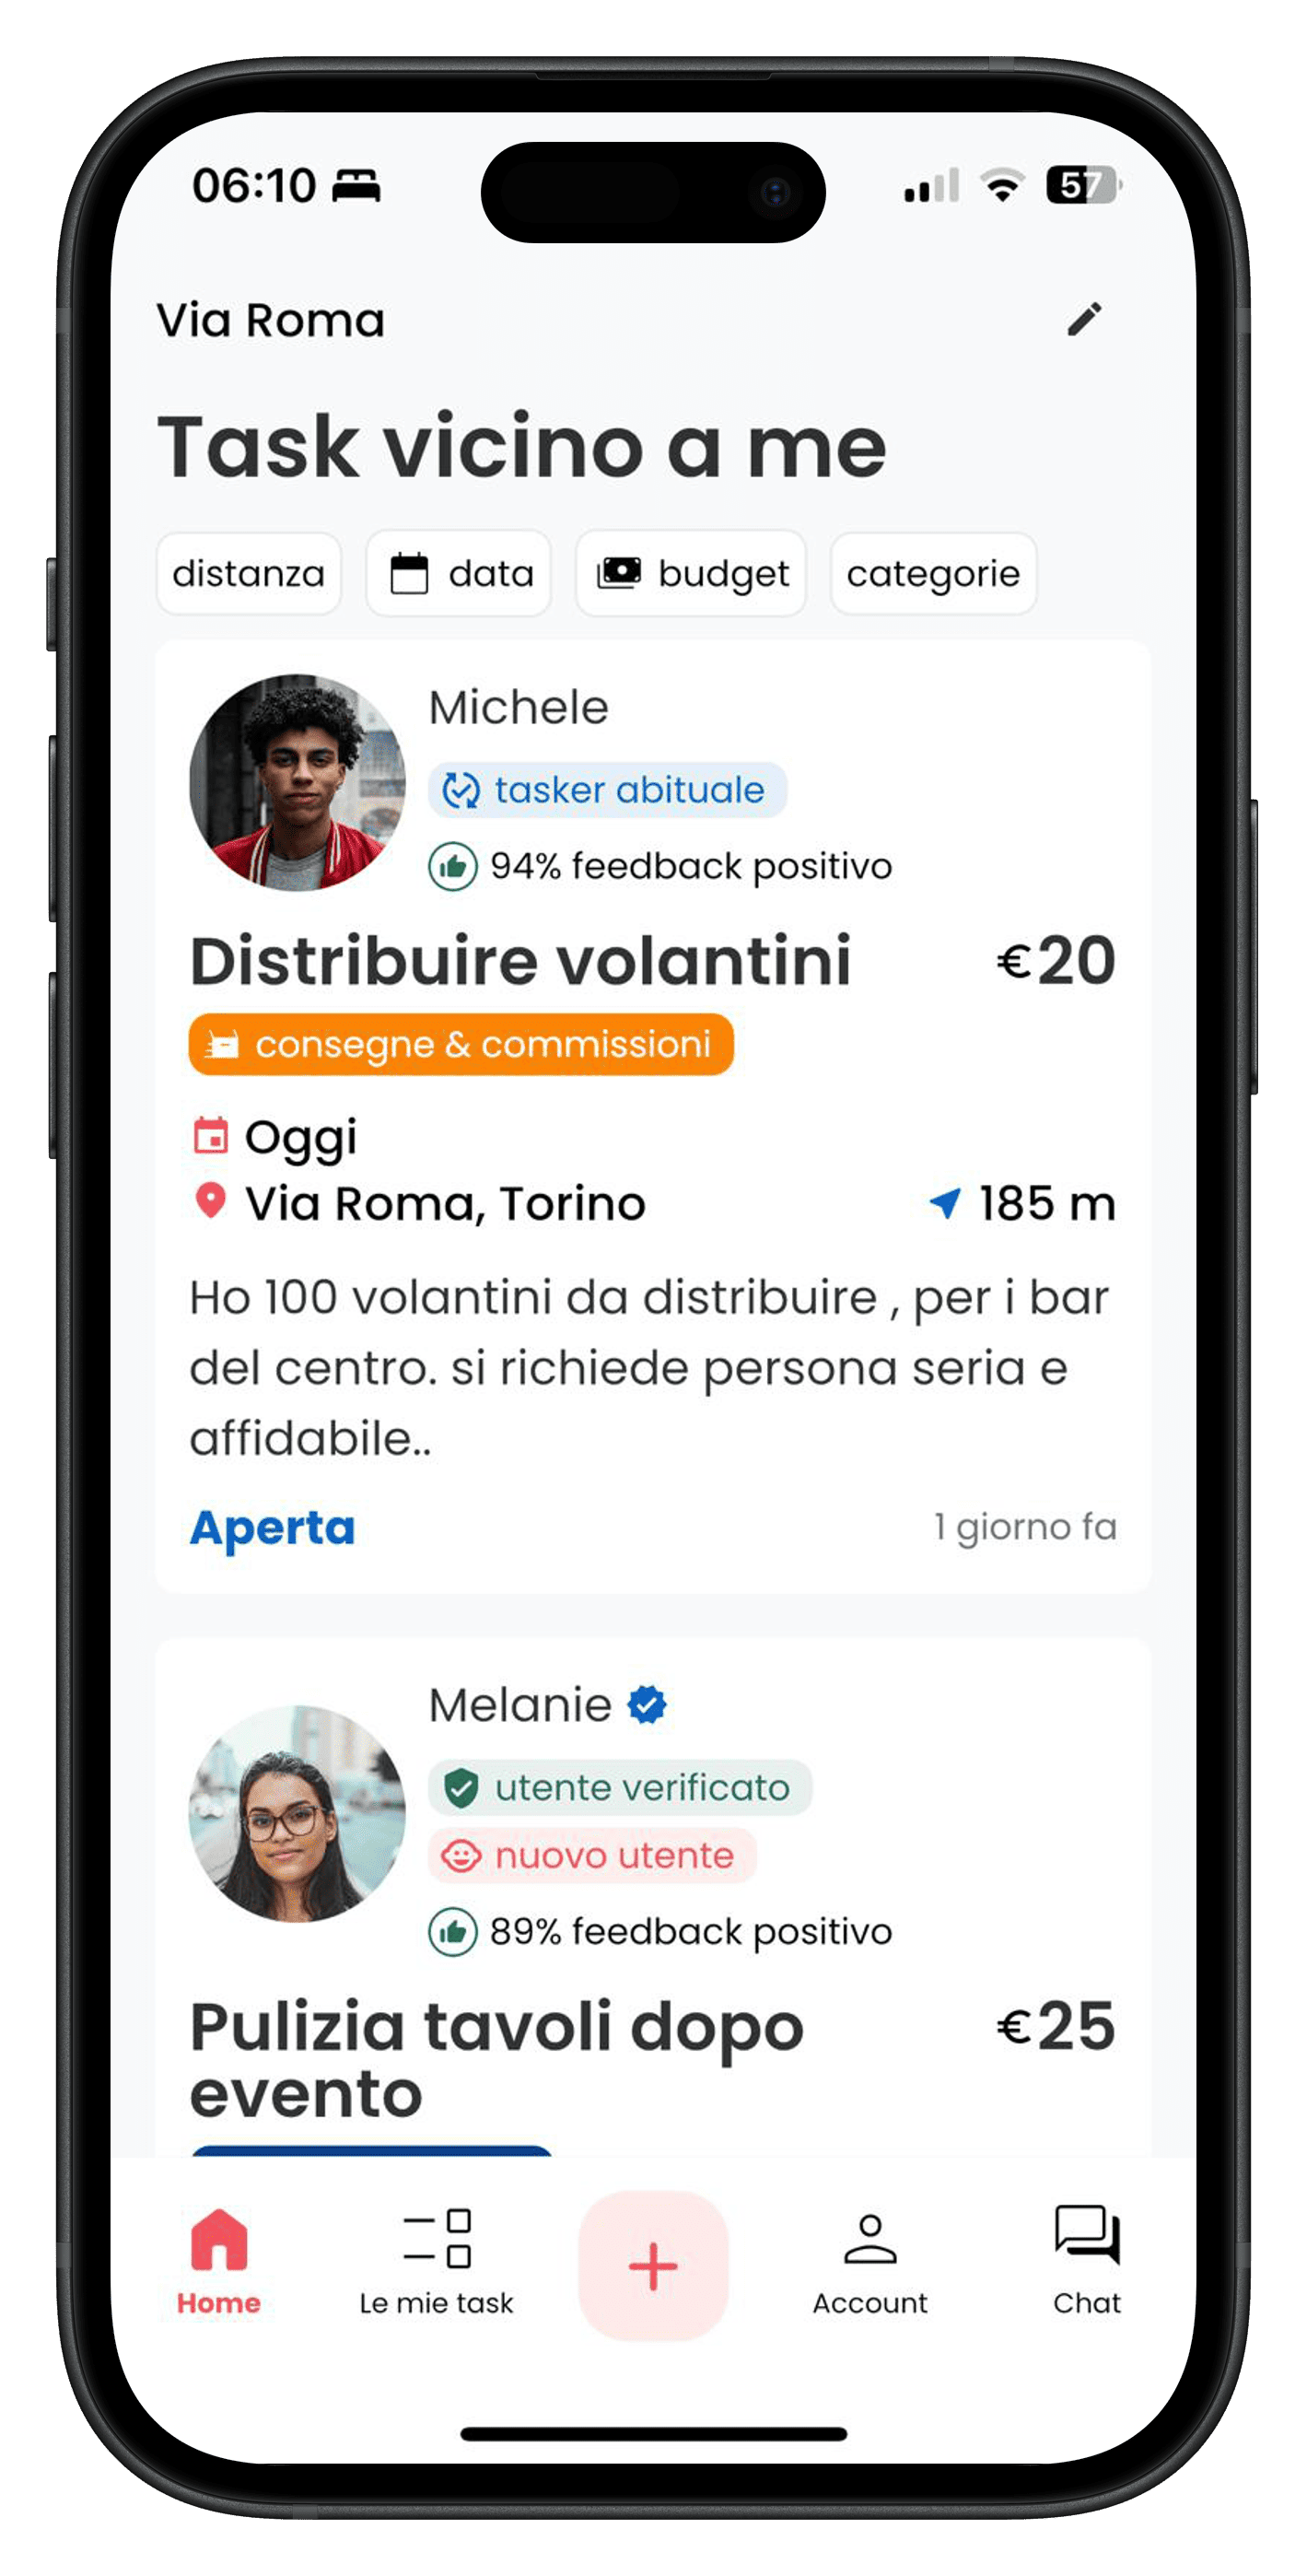 06:10
57
Via Roma
Task vicino a me
distanza
data
budget
categorie
Michele
tasker abituale
94% feedback positivo
Distribuire volantini
€20
consegne & commissioni
Oggi
Via Roma, Torino
185 m
Ho 100 volantini da distribuire , per i bar
del centro. si richiede persona seria e
affidabile..
Aperta
1 giorno fa
Melanie
utente verificato
nuovo utente
89% feedback positivo
Pulizia tavoli dopo
evento
€25
Home
Le mie task
+
Account
Chat